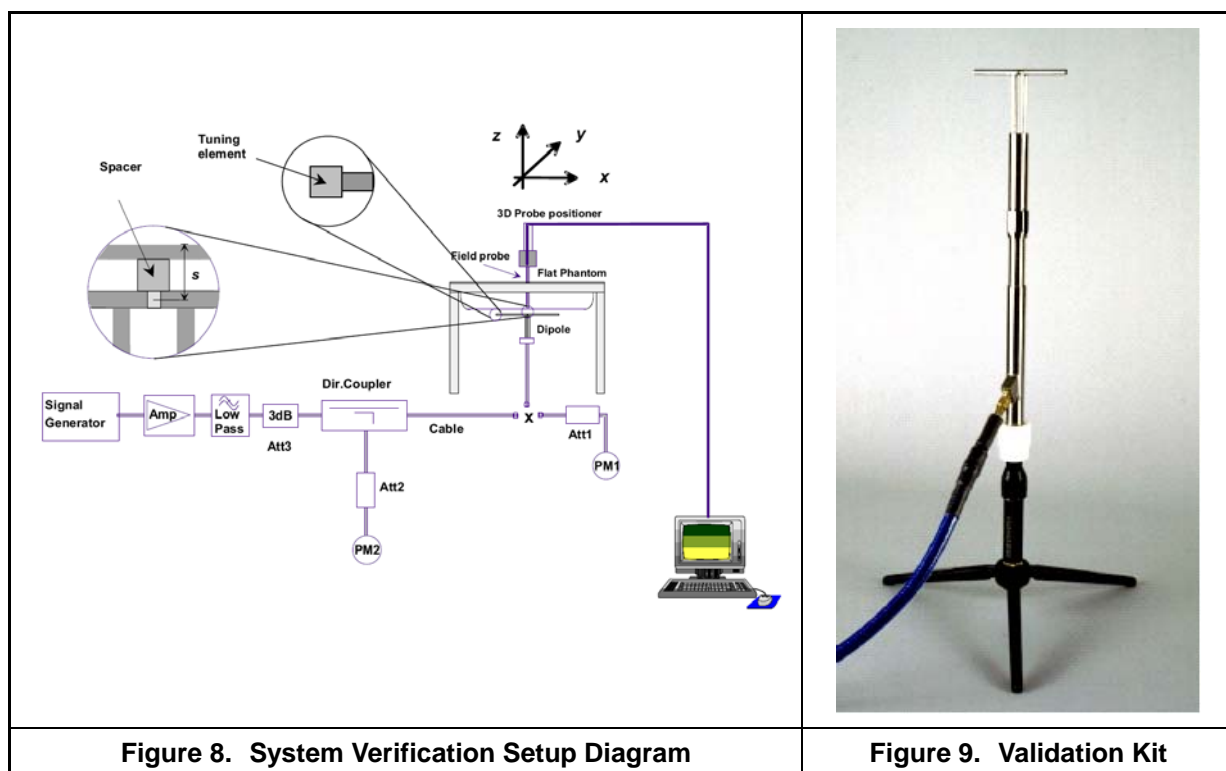 z
y
x
Tuning
element
Spacer
s
3D Probe positioner
Field probe
Flat Phantom
Dipole
Dir.Coupler
Signal
Generator
Amp
Low
Pass
3dB
Att3
Cable
x
Att1
PM1
Att2
PM2
Figure 8. System Verification Setup Diagram
Figure 9. Validation Kit